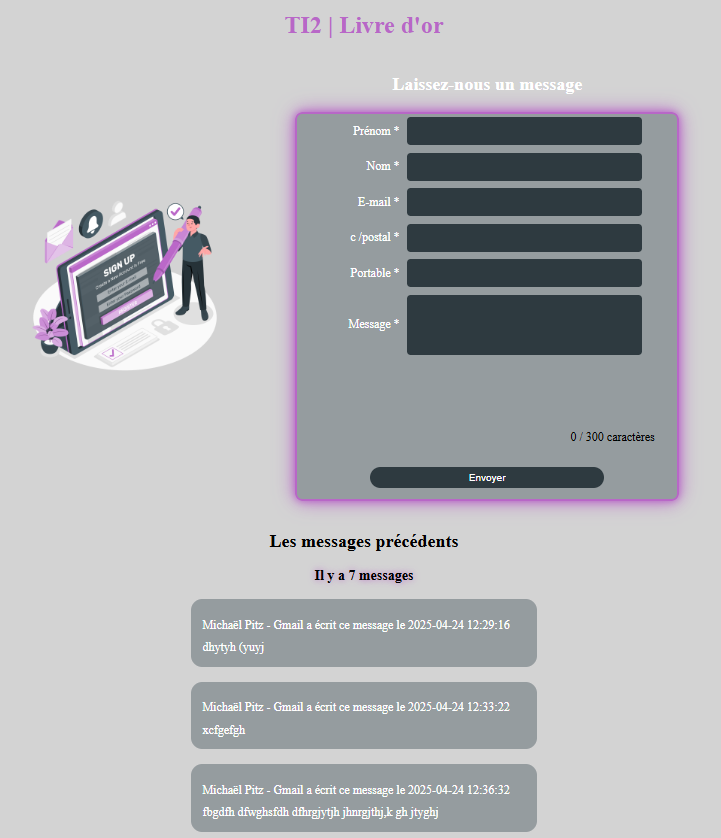 TI2 | Livre d'or
Laissez-nous un message
Prénom *
Nom *
E-mail *
c /postal *
Portable *
Message *
SIGN UP
0 / 300 caractères
Envoyer
Les messages précédents
Il y a 7 messages
Michaël Pitz - Gmail a écrit ce message le 2025-04-24 12:29:16
dhytyh (yuyj
Michaël Pitz - Gmail a écrit ce message le 2025-04-24 12:33:22
xcfgefgh
Michaël Pitz - Gmail a écrit ce message le 2025-04-24 12:36:32
fbgdfh dfwghsfdh dfhrgjytjh jhnrgjthj,k gh jtyghj